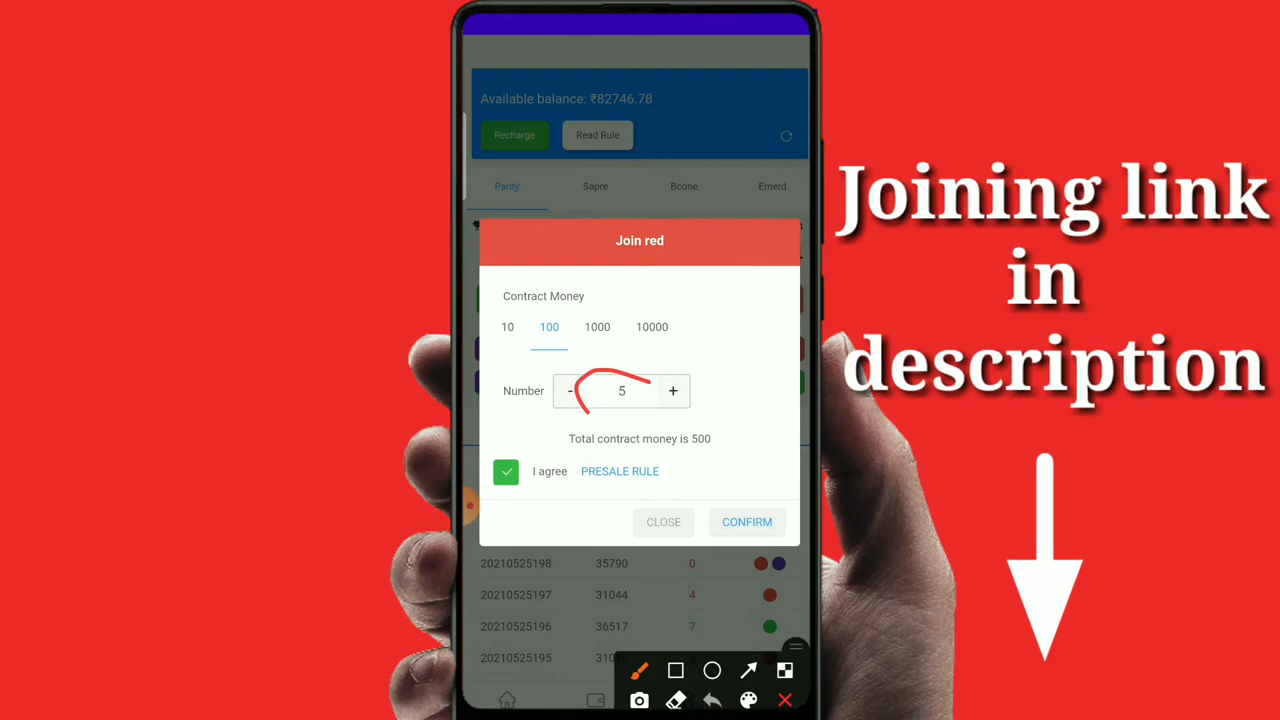 Available balance: ₹82746.78
Recharge
Read Rule
Parity
Sapre
Bcone
Emerd
Join red
Contract Money
10
100
1000
10000
Number
-
5
+
Total contract money is 500
I agree
PRESALE RULE
CLOSE
CONFIRM
20210525198 35790 0
20210525197 31044 4
20210525196 36517 7
20210525195
Joining link
in
description